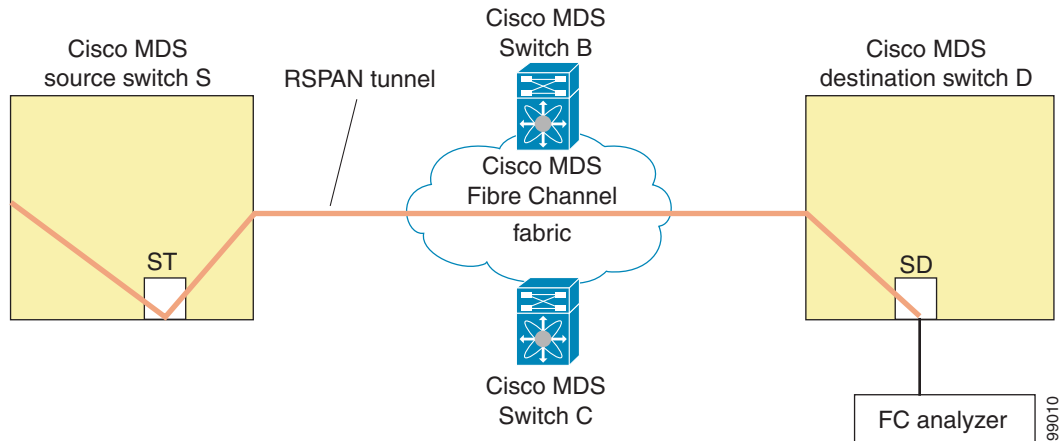 Cisco MDS
source switch S
RSPAN tunnel
Cisco MDS
Switch B
Cisco MDS
destination switch D
Cisco MDS
Fibre Channel
fabric
ST
SD
Cisco MDS
Switch C
FC analyzer
99010